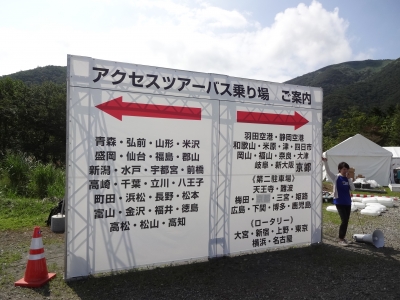 アクセスツアーバス乗り場　ご案内
青森・弘前・山形・米沢
盛岡・仙台・福島・郡山
新潟・水戸・宇都宮・前橋
高崎・千葉・立川・八王子
町田・浜松・長野・松本
富山・金沢・福井・徳島
高松・松山・高知
羽田空港・静岡空港
和歌山・米原・津・四日市
岡山・福山・奈良・大津
岐阜・新大阪 京都
(第二駐車場)
天王寺・難波
梅田・ ・三宮・姫路
広島・下関・博多・鹿児島
(ロータリー)
大宮・新宿・上野・東京
横浜・名古屋